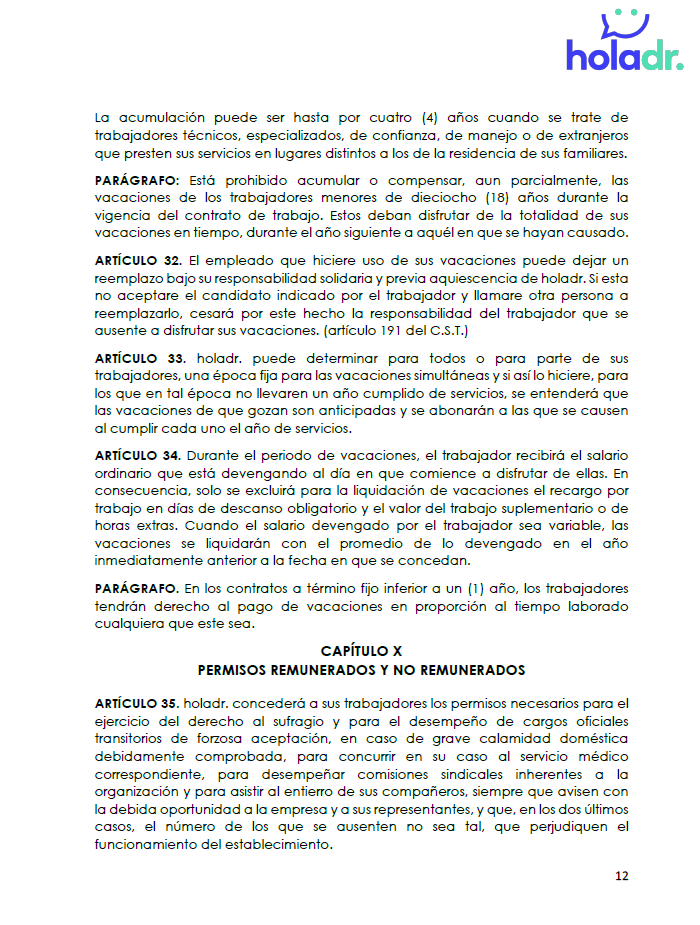 holadr.
La acumulación puede ser hasta por cuatro (4) años cuando se trate de
trabajadores técnicos, especializados, de confianza, de manejo o de extranjeros
que presten sus servicios en lugares distintos a los de la residencia de sus familiares.
PARÁGRAFO: Está prohibido acumular o compensar, aun parcialmente, las
vacaciones de los trabajadores menores de dieciocho (18) años durante la
vigencia del contrato de trabajo. Estos deban disfrutar de la totalidad de sus
vacaciones en tiempo, durante el año siguiente a aquél en que se hayan causado.
ARTÍCULO 32. El empleado que hiciere uso de sus vacaciones puede dejar un
reemplazo bajo su responsabilidad solidaria y previa aquiescencia de holadr. Si esta
no aceptare el candidato indicado por el trabajador y llamare otra persona a
reemplazarlo, cesará por este hecho la responsabilidad del trabajador que se
ausente a disfrutar sus vacaciones. (artículo 191 del C.S.T.)
ARTÍCULO 33. holadr. puede determinar para todos o para parte de sus
trabajadores, una época fija para las vacaciones simultáneas y si así lo hiciere, para
los que en tal época no llevaren un año cumplido de servicios, se entenderá que
las vacaciones de que gozan son anticipadas y se abonarán a las que se causen
al cumplir cada uno el año de servicios.
ARTÍCULO 34. Durante el periodo de vacaciones, el trabajador recibirá el salario
ordinario que está devengando al día en que comience a disfrutar de ellas. En
consecuencia, solo se excluirá para la liquidación de vacaciones el recargo por
trabajo en días de descanso obligatorio y el valor del trabajo suplementario o de
horas extras. Cuando el salario devengado por el trabajador sea variable, las
vacaciones se liquidarán con el promedio de lo devengado en el año
inmediatamente anterior a la fecha en que se concedan.
PARÁGRAFO. En los contratos a término fijo inferior a un (1) año, los trabajadores
tendrán derecho al pago de vacaciones en proporción al tiempo laborado
cualquiera que este sea.
CAPÍTULO X
PERMISOS REMUNERADOS Y NO REMUNERADOS
ARTÍCULO 35. holadr. concederá a sus trabajadores los permisos necesarios para el
ejercicio del derecho al sufragio y para el desempeño de cargos oficiales
transitorios de forzosa aceptación, en caso de grave calamidad doméstica
debidamente comprobada, para concurrir en su caso al servicio médico
correspondiente, para desempeñar comisiones sindicales inherentes a la
organización y para asistir al entierro de sus compañeros, siempre que avisen con
la debida oportunidad a la empresa y a sus representantes, y que, en los dos últimos
casos, el número de los que se ausenten no sea tal, que perjudiquen el
funcionamiento del establecimiento.
12